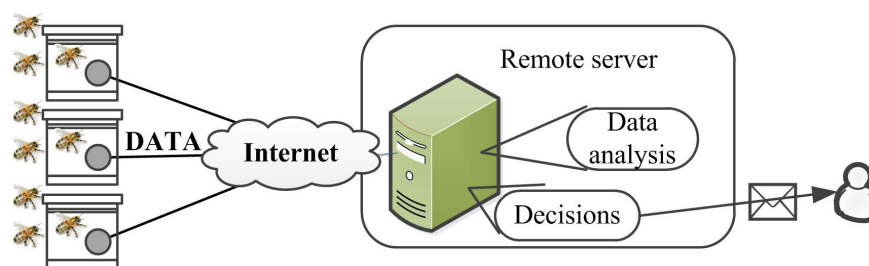 Remote server
DATA
Internet
Data
analysis
Decisions